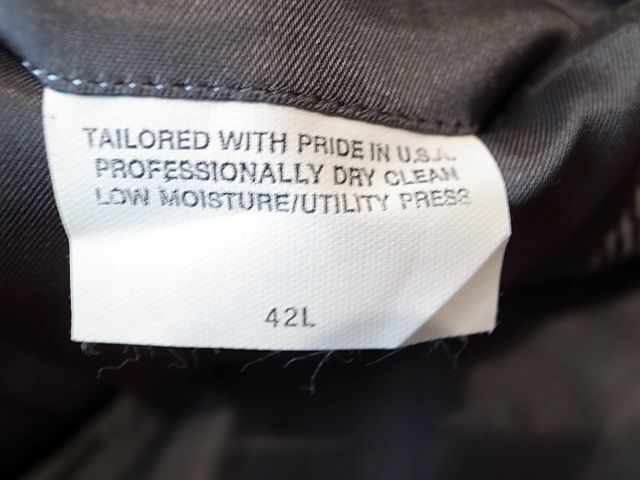 TAILORED WITH PRIDE IN U.S.A.
PROFESSIONALLY DRY CLEAN
LOW MOISTURE/UTILITY PRESS
42L